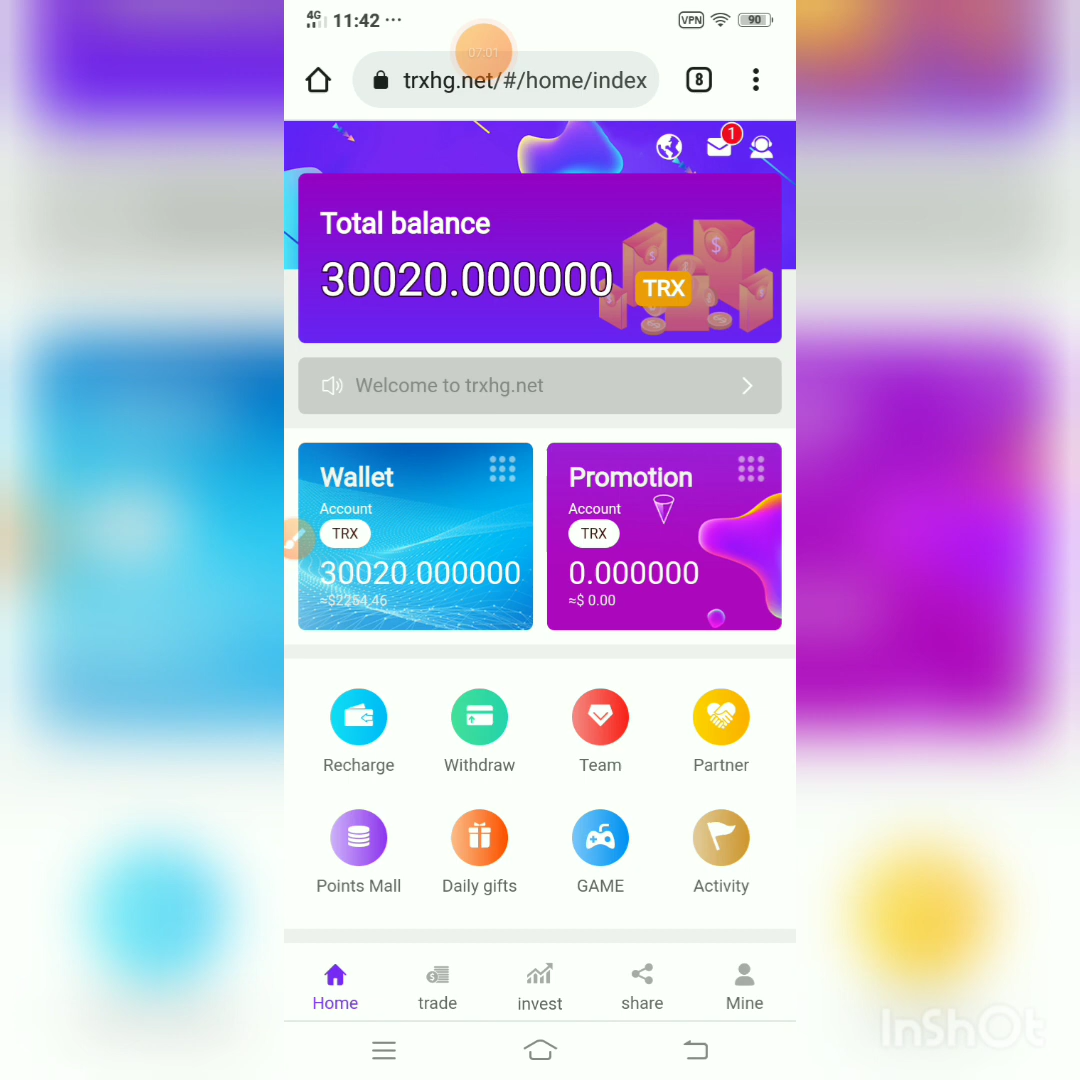 4G 11:42 ··· VPN 90
07:01
trxhg.net/#/home/index 8
1
Total balance
30020.000000 TRX
Welcome to trxhg.net
Wallet
Account
TRX
30020.000000
≈$2254.46
Promotion
Account
TRX
0.000000
≈$ 0.00
Recharge Withdraw Team Partner
Points Mall Daily gifts GAME Activity
Home trade invest share Mine
InShOt